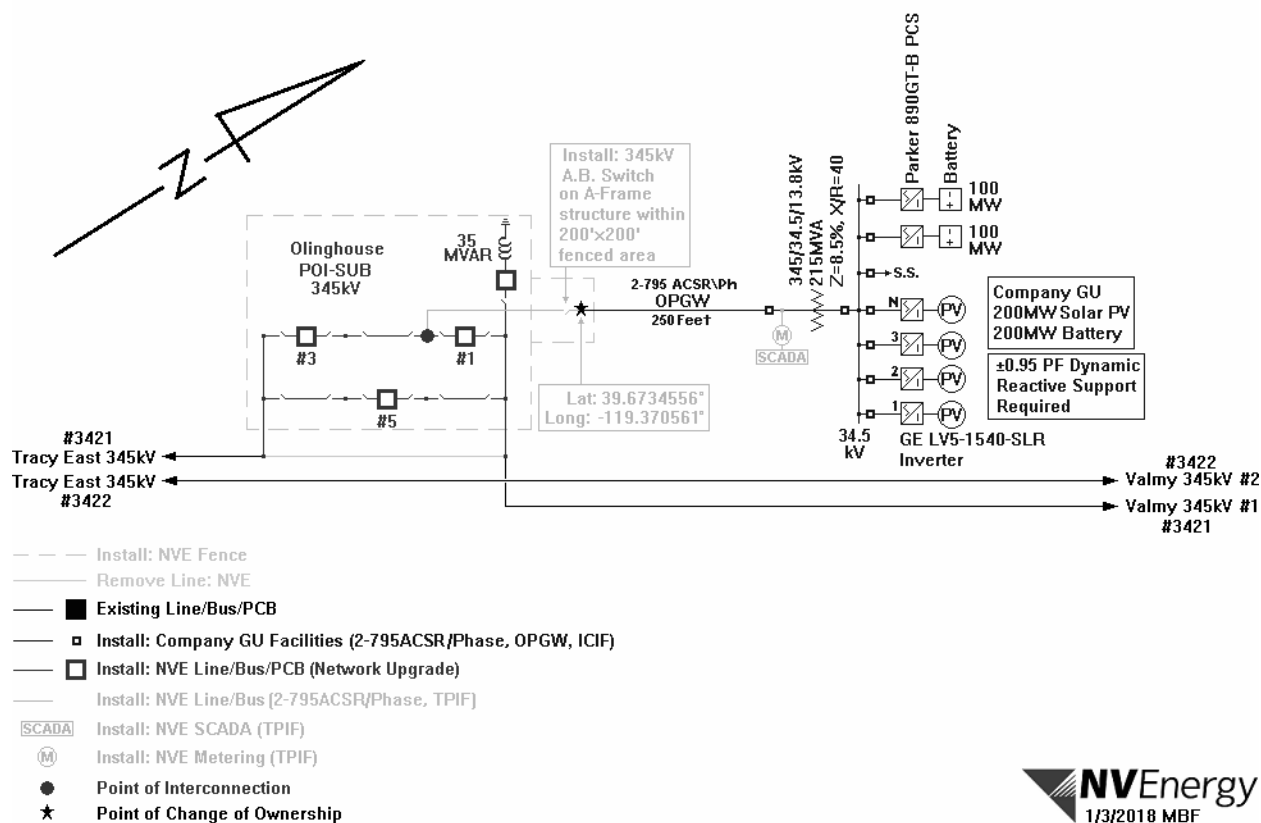 N
Install: 345kV
A.B. Switch
on A-Frame
structure within
200'x200'
fenced area
Olinghouse
POI-SUB
345kV
35
MVAR
#3
#1
#5
Lat: 39.6734556°
Long: -119.370561°
2-795 ACSR\Ph
OPGW
250 Feet
M
SCADA
345/34.5/13.8kV
215MVA
Z=8.5%, X/R=40
Parker 890GT-B PCS
Battery
100
MW
100
MW
S.S.
N
PV
3
PV
2
PV
1
PV
34.5
kV
GE LV5-1540-SLR
Inverter
Company GU
200MW Solar PV
200MW Battery
±0.95 PF Dynamic
Reactive Support
Required
#3421
Tracy East 345kV
Tracy East 345kV
#3422
#3422
Valmy 345kV #2
Valmy 345kV #1
#3421
Install: NVE Fence
Remove Line: NVE
Existing Line/Bus/PCB
Install: Company GU Facilities (2-795ACSR/Phase, OPGW, ICIF)
Install: NVE Line/Bus/PCB (Network Upgrade)
Install: NVE Line/Bus (2-795ACSR/Phase, TPIF)
SCADA Install: NVE SCADA (TPIF)
M Install: NVE Metering (TPIF)
Point of Interconnection
Point of Change of Ownership
NVEnergy
1/3/2018 MBF